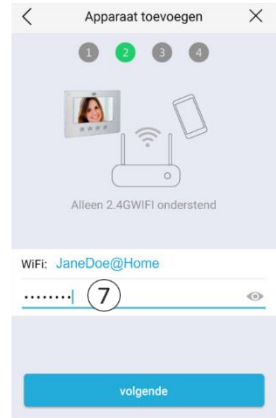 Apparaat toevoegen
1 2 3 4
Alleen 2.4GWIFI onderstend
WiFi: JaneDoe@Home
........ 7
volgende